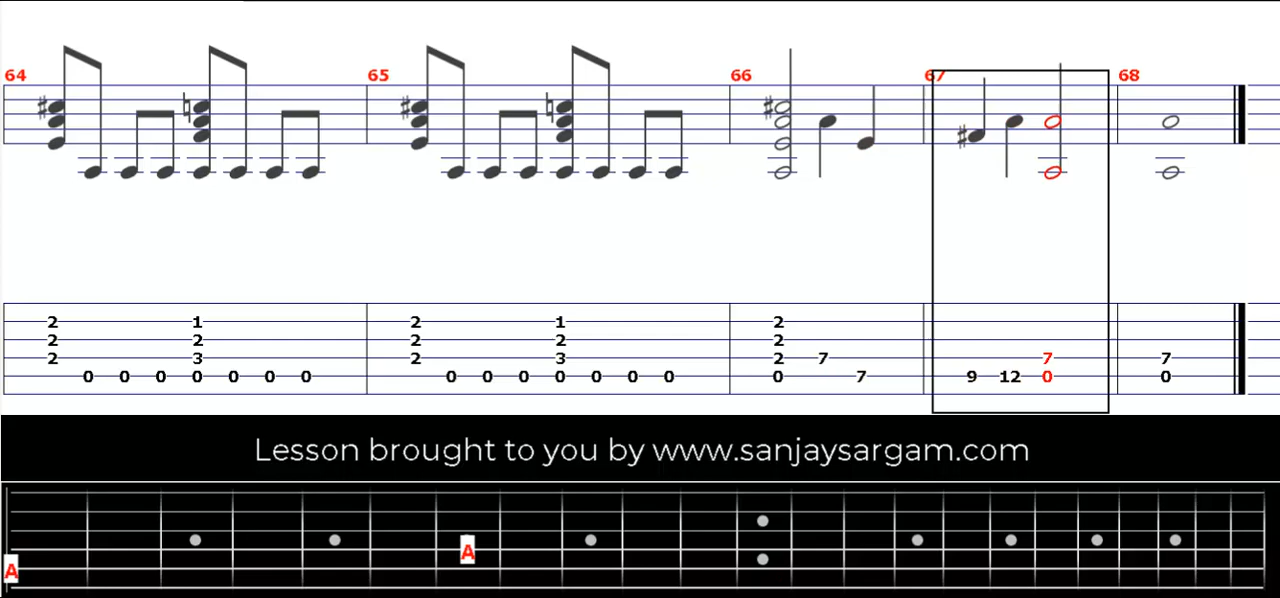 64 65 66 67 68
2 1 2 1 2
2 2 2 2 2
2 3 2 3 2 7 7 7
0 0 0 0 0 0 0 0 0 0 0 0 0 0 0 7 9 12 0 0
Lesson brought to you by www.sanjaysargam.com
A
A